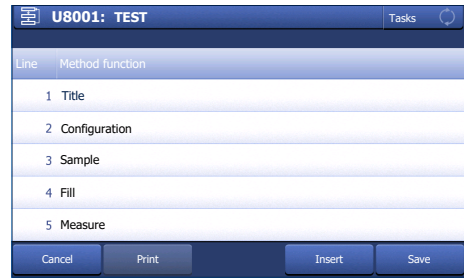 U8001: TEST Tasks
Line Method function
1 Title
2 Configuration
3 Sample
4 Fill
5 Measure
Cancel Print Insert Save